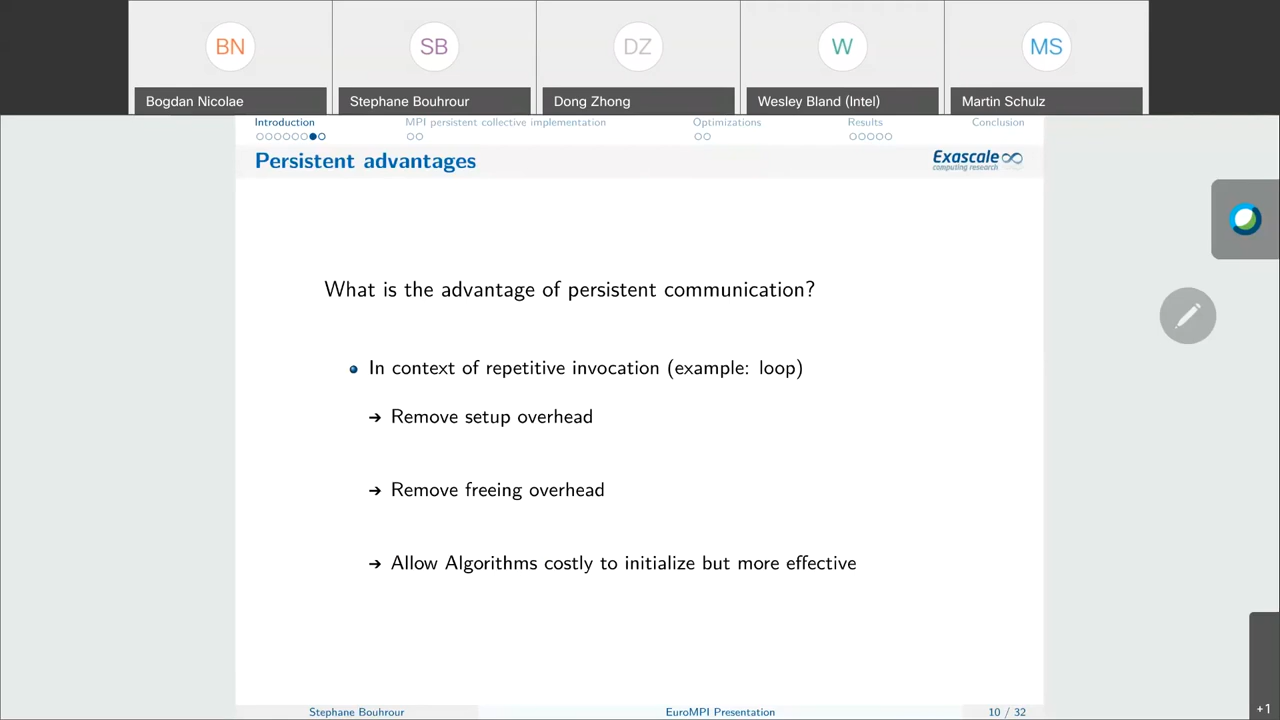 BN
SB
DZ
W
MS
Bogdan Nicolae
Stephane Bouhrour
Dong Zhong
Wesley Bland (Intel)
Martin Schulz
Introduction
MPI persistent collective implementation
Optimizations
Results
Conclusion
Persistent advantages
Exascale
computing research
What is the advantage of persistent communication?
In context of repetitive invocation (example: loop)
Remove setup overhead
Remove freeing overhead
Allow Algorithms costly to initialize but more effective
Stephane Bouhrour
EuroMPI Presentation
10 / 32
+1